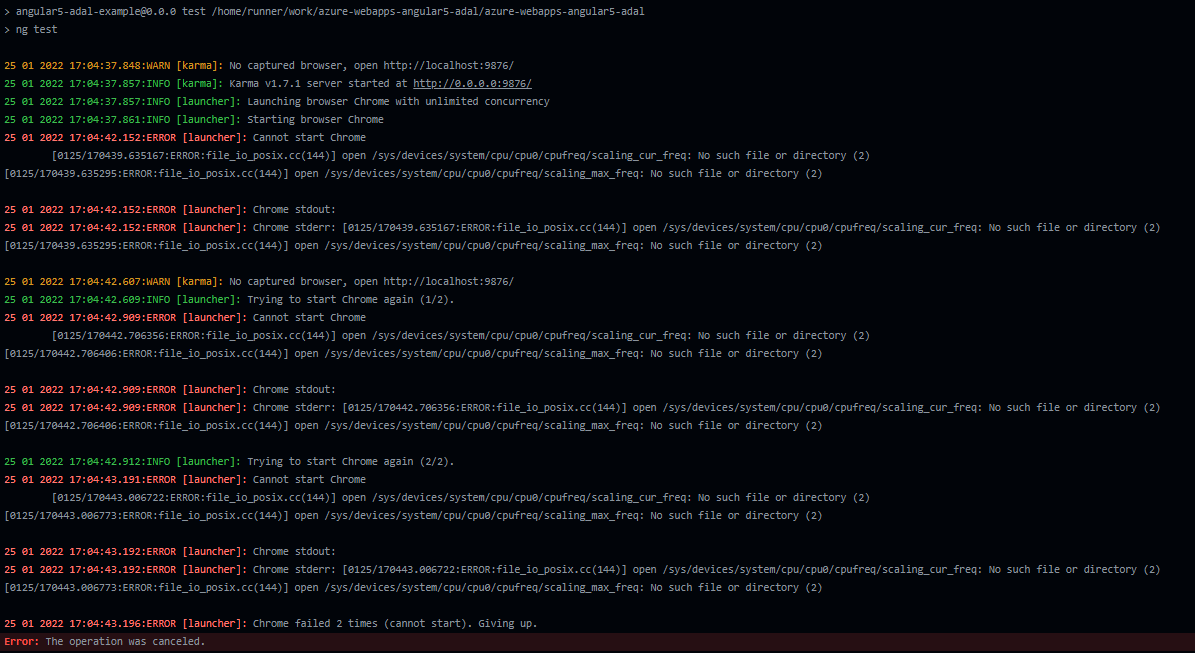 > angular5-adal-example@0.0.0 test /home/runner/work/azure-webapps-angular5-adal/azure-webapps-angular5-adal
> ng test
25 01 2022 17:04:37.848:WARN [karma]: No captured browser, open http://localhost:9876/
25 01 2022 17:04:37.857:INFO [karma]: Karma v1.7.1 server started at http://0.0.0.0:9876/
25 01 2022 17:04:37.857:INFO [launcher]: Launching browser Chrome with unlimited concurrency
25 01 2022 17:04:37.861:INFO [launcher]: Starting browser Chrome
25 01 2022 17:04:42.152:ERROR [launcher]: Cannot start Chrome
[0125/170439.635167:ERROR:file_io_posix.cc(144)] open /sys/devices/system/cpu/cpu0/cpufreq/scaling_cur_freq: No such file or directory (2)
[0125/170439.635295:ERROR:file_io_posix.cc(144)] open /sys/devices/system/cpu/cpu0/cpufreq/scaling_max_freq: No such file or directory (2)
25 01 2022 17:04:42.152:ERROR [launcher]: Chrome stdout:
25 01 2022 17:04:42.152:ERROR [launcher]: Chrome stderr: [0125/170439.635167:ERROR:file_io_posix.cc(144)] open /sys/devices/system/cpu/cpu0/cpufreq/scaling_cur_freq: No such file or directory (2)
[0125/170439.635295:ERROR:file_io_posix.cc(144)] open /sys/devices/system/cpu/cpu0/cpufreq/scaling_max_freq: No such file or directory (2)
25 01 2022 17:04:42.607:WARN [karma]: No captured browser, open http://localhost:9876/
25 01 2022 17:04:42.609:INFO [launcher]: Trying to start Chrome again (1/2).
25 01 2022 17:04:42.909:ERROR [launcher]: Cannot start Chrome
[0125/170442.706356:ERROR:file_io_posix.cc(144)] open /sys/devices/system/cpu/cpu0/cpufreq/scaling_cur_freq: No such file or directory (2)
[0125/170442.706406:ERROR:file_io_posix.cc(144)] open /sys/devices/system/cpu/cpu0/cpufreq/scaling_max_freq: No such file or directory (2)
25 01 2022 17:04:42.909:ERROR [launcher]: Chrome stdout:
25 01 2022 17:04:42.909:ERROR [launcher]: Chrome stderr: [0125/170442.706356:ERROR:file_io_posix.cc(144)] open /sys/devices/system/cpu/cpu0/cpufreq/scaling_cur_freq: No such file or directory (2)
[0125/170442.706406:ERROR:file_io_posix.cc(144)] open /sys/devices/system/cpu/cpu0/cpufreq/scaling_max_freq: No such file or directory (2)
25 01 2022 17:04:42.912:INFO [launcher]: Trying to start Chrome again (2/2).
25 01 2022 17:04:43.191:ERROR [launcher]: Cannot start Chrome
[0125/170443.006722:ERROR:file_io_posix.cc(144)] open /sys/devices/system/cpu/cpu0/cpufreq/scaling_cur_freq: No such file or directory (2)
[0125/170443.006773:ERROR:file_io_posix.cc(144)] open /sys/devices/system/cpu/cpu0/cpufreq/scaling_max_freq: No such file or directory (2)
25 01 2022 17:04:43.192:ERROR [launcher]: Chrome stdout:
25 01 2022 17:04:43.192:ERROR [launcher]: Chrome stderr: [0125/170443.006722:ERROR:file_io_posix.cc(144)] open /sys/devices/system/cpu/cpu0/cpufreq/scaling_cur_freq: No such file or directory (2)
[0125/170443.006773:ERROR:file_io_posix.cc(144)] open /sys/devices/system/cpu/cpu0/cpufreq/scaling_max_freq: No such file or directory (2)
25 01 2022 17:04:43.196:ERROR [launcher]: Chrome failed 2 times (cannot start). Giving up.
Error: The operation was canceled.